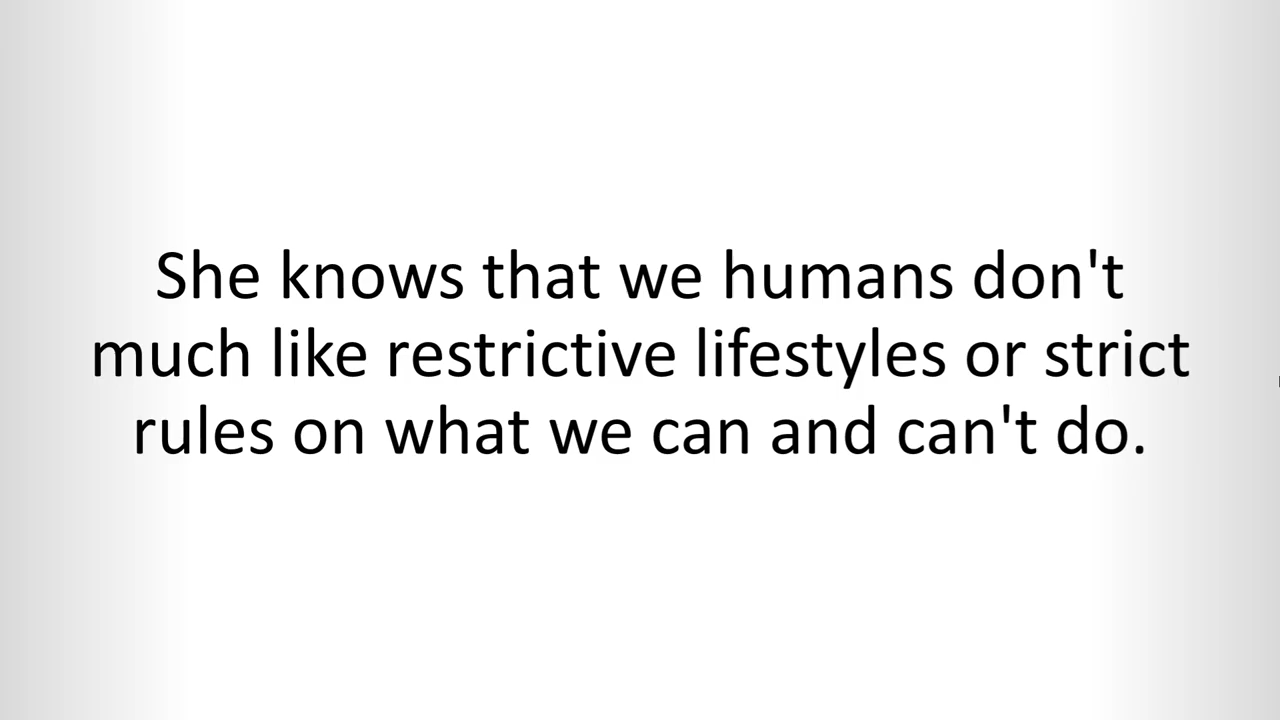 She knows that we humans don't
much like restrictive lifestyles or strict
rules on what we can and can't do.